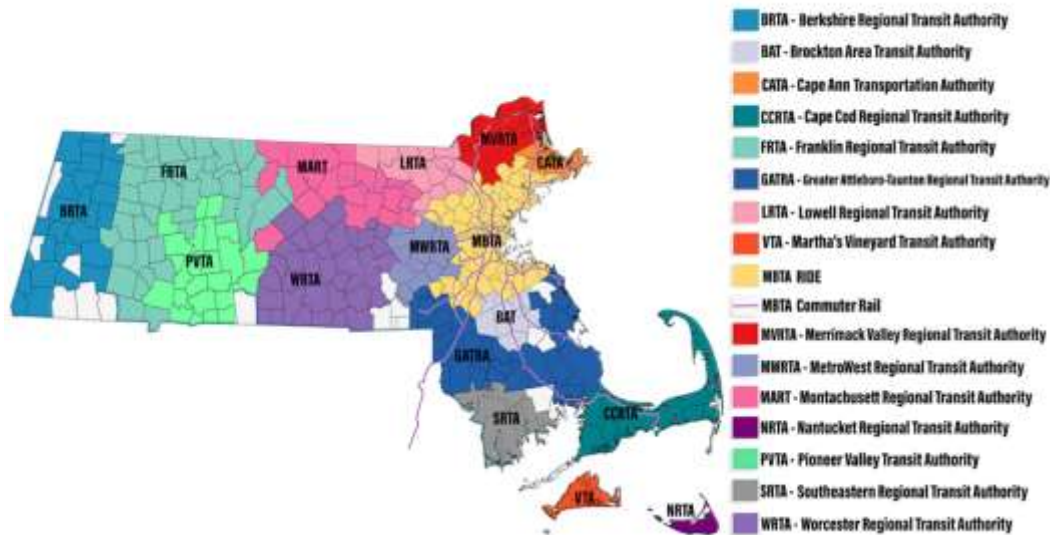 BRTA - Berkshire Regional Transit Authority
BAT - Brockton Area Transit Authority
CATA - Cape Ann Transportation Authority
CCRTA - Cape Cod Regional Transit Authority
FRTA - Franklin Regional Transit Authority
GATRA - Greater Attleboro-Taunton Regional Transit Authority
LRTA - Lowell Regional Transit Authority
VTA - Martha's Vineyard Transit Authority
MBTA RIDE
MBTA Commuter Rail
MVRTA - Merrimack Valley Regional Transit Authority
MWRTA - MetroWest Regional Transit Authority
MART - Montachusett Regional Transit Authority
NRTA - Nantucket Regional Transit Authority
PVTA - Pioneer Valley Transit Authority
SRTA - Southeastern Regional Transit Authority
WRTA - Worcester Regional Transit Authority
MVRTA
LRTA
CATA
MART
FRTA
BRTA
MBTA
MWRTA
PVTA
WRTA
BAT
GATRA
SRTA
CCRTA
VTA
NRTA